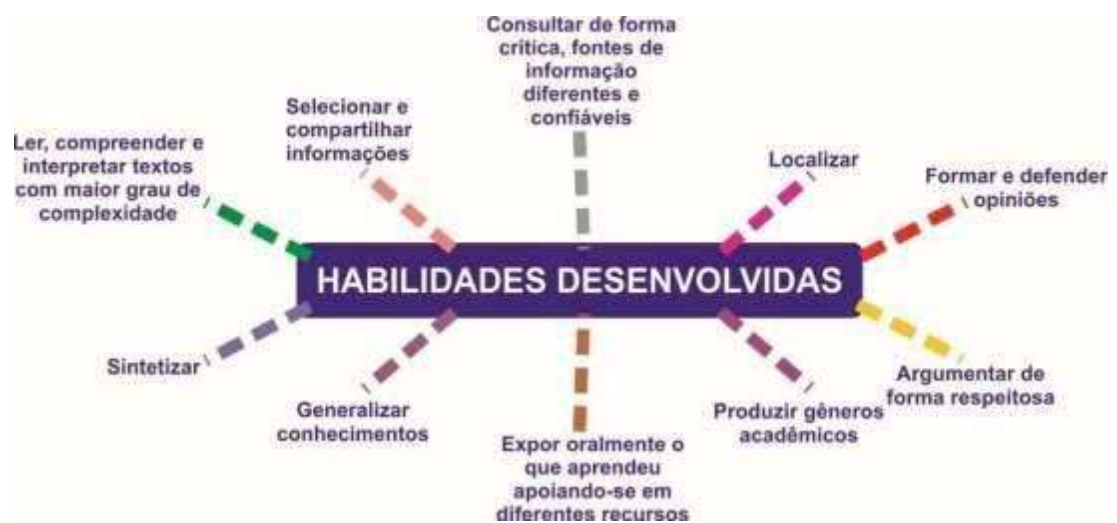 Consultar de forma
critica, fontes de
informação
diferentes e
confiáveis
Selecionar e
compartilhar
informações
Ler, compreender e
interpretar textos
com maior grau de
complexidade
Localizar
Formar e defender
opiniões
HABILIDADES DESENVOLVIDAS
Sintetizar
Generalizar
conhecimentos
Expor oralmente o
que aprendeu
apoiando-se em
diferentes recursos
Produzir gêneros
acadêmicos
Argumentar de
forma respeitosa